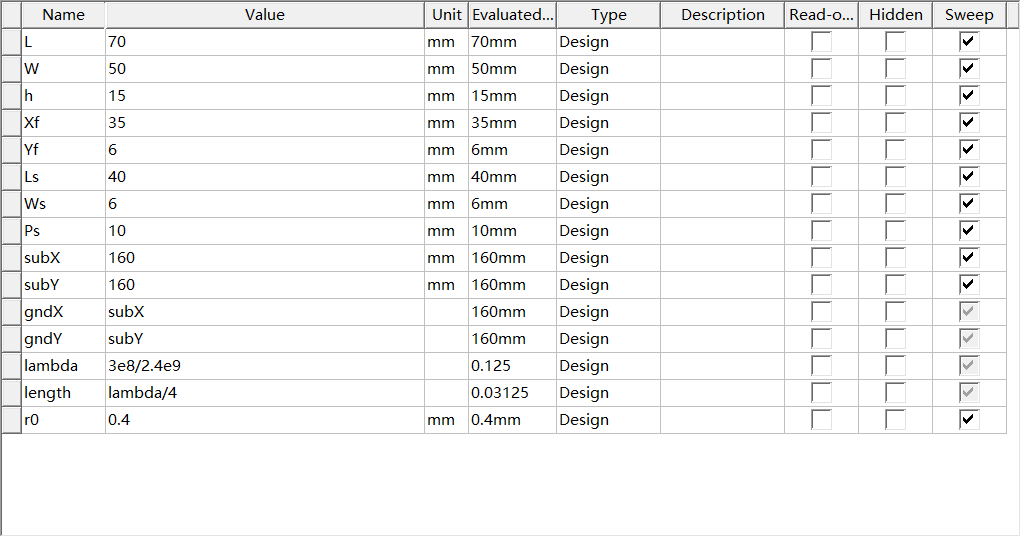 Name Value Unit Evaluated... Type Description Read-o... Hidden Sweep
L 70 mm 70mm Design
W 50 mm 50mm Design
h 15 mm 15mm Design
Xf 35 mm 35mm Design
Yf 6 mm 6mm Design
Ls 40 mm 40mm Design
Ws 6 mm 6mm Design
Ps 10 mm 10mm Design
subX 160 mm 160mm Design
subY 160 mm 160mm Design
gndX subX 160mm Design
gndY subY 160mm Design
lambda 3e8/2.4e9 0.125 Design
length lambda/4 0.03125 Design
r0 0.4 mm 0.4mm Design